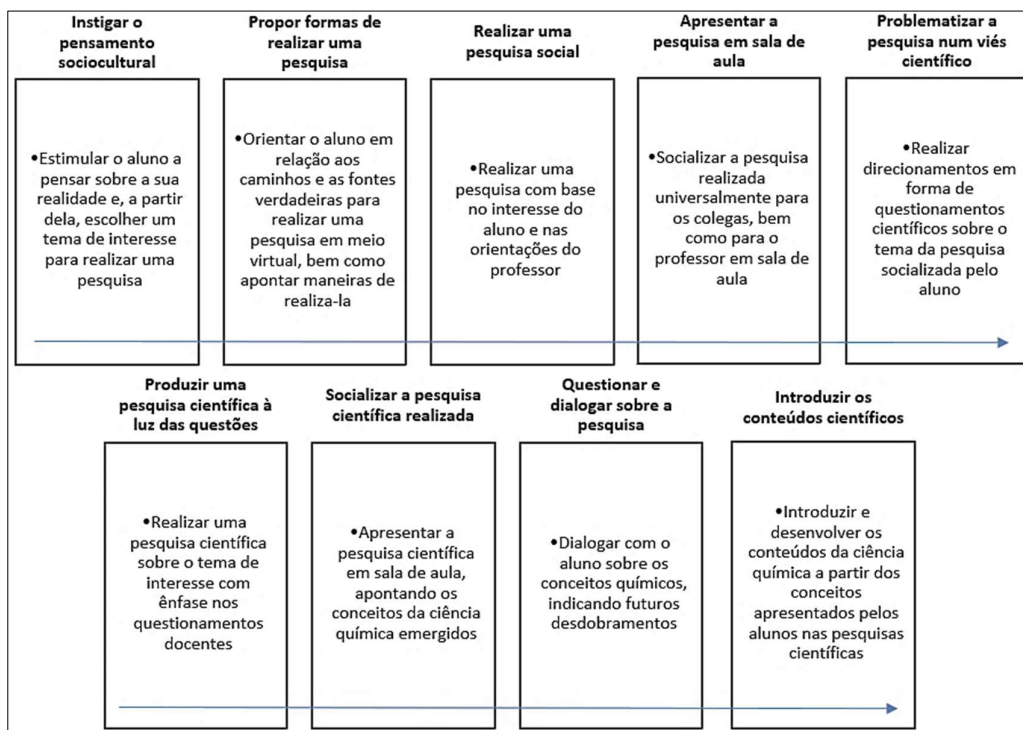 Instigar o
pensamento
sociocultural
•Estimular o aluno a
pensar sobre a sua
realidade e, a partir
dela, escolher um
tema de interesse
para realizar uma
pesquisa
Propor formas de
realizar uma
pesquisa
•Orientar o aluno em
relação aos
caminhos e as fontes
verdadeiras para
realizar uma
pesquisa em meio
virtual, bem como
apontar maneiras de
realiza-la
Realizar uma
pesquisa social
•Realizar uma
pesquisa com base
no interesse do
aluno e nas
orientações do
professor
Apresentar a
pesquisa em sala de
aula
•Socializar a pesquisa
realizada
universalmente para
os colegas, bem
como para o
professor em sala de
aula
Problematizar a
pesquisa num viés
científico
•Realizar
direcionamentos em
forma de
questionamentos
científicos sobre o
tema da pesquisa
socializada pelo
aluno
Produzir uma
pesquisa científica à
luz das questões
•Realizar uma
pesquisa científica
sobre o tema de
interesse com
ênfase nos
questionamentos
docentes
Socializar a pesquisa
científica realizada
•Apresentar a
pesquisa científica
em sala de aula,
apontando os
conceitos da ciência
química emergidos
Questionar e
dialogar sobre a
pesquisa
•Dialogar com o
aluno sobre os
conceitos químicos,
indicando futuros
desdobramentos
Introduzir os
conteúdos científicos
•Introduzir e
desenvolver os
conteúdos da ciência
química a partir dos
conceitos
apresentados pelos
alunos nas pesquisas
científicas